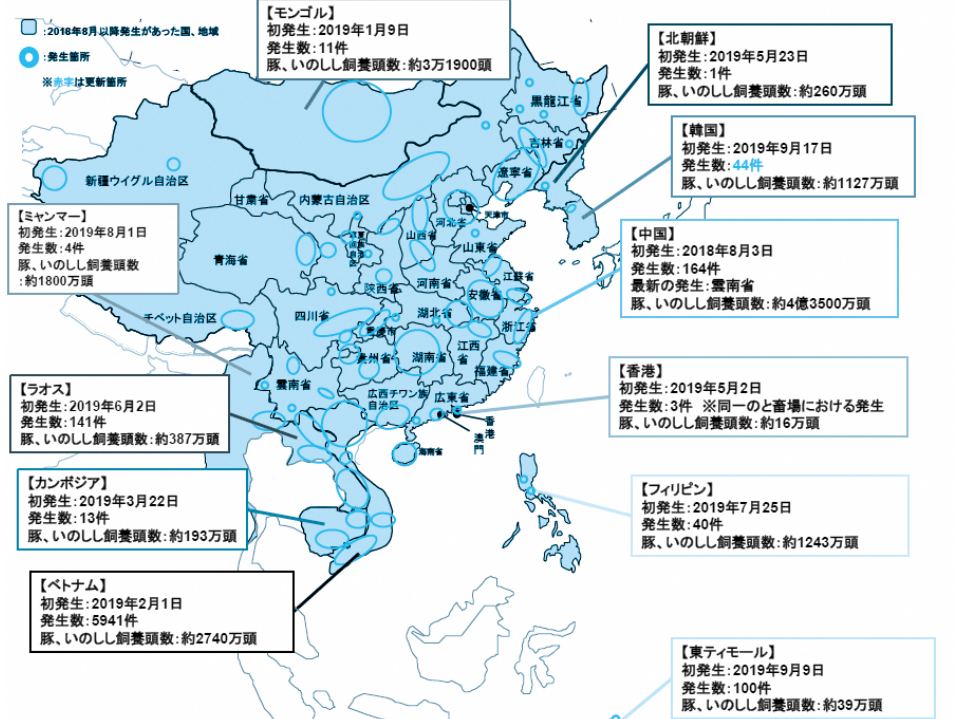 :2018年8月以降発生があった国、地域
:発生箇所
※赤字は更新箇所
【モンゴル】
初発生:2019年1月9日
発生数:11件
豚、いのしし飼養頭数:約3万1900頭
【北朝鮮】
初発生:2019年5月23日
発生数:1件
豚、いのしし飼養頭数:約260万頭
【韓国】
初発生:2019年9月17日
発生数:44件
豚、いのしし飼養頭数:約1127万頭
【中国】
初発生:2018年8月3日
発生数:164件
最新の発生:雲南省
豚、いのしし飼養頭数:約4億3500万頭
【香港】
初発生:2019年5月2日
発生数:3件 ※同一のと畜場における発生
豚、いのしし飼養頭数:約16万頭
【フィリピン】
初発生:2019年7月25日
発生数:40件
豚、いのしし飼養頭数:約1243万頭
【東ティモール】
初発生:2019年9月9日
発生数:100件
豚、いのしし飼養頭数:約39万頭
【ミャンマー】
初発生:2019年8月1日
発生数:4件
豚、いのしし飼養頭数
:約1800万頭
【ラオス】
初発生:2019年6月2日
発生数:141件
豚、いのしし飼養頭数:約387万頭
【カンボジア】
初発生:2019年3月22日
発生数:13件
豚、いのしし飼養頭数:約193万頭
【ベトナム】
初発生:2019年2月1日
発生数:5941件
豚、いのしし飼養頭数:約2740万頭
黒龍江省
吉林省
遼寧省
新疆ウイグル自治区
甘粛省
内蒙古自治区
河北省
天津市
山西省
山東省
青海省
陝西省
河南省
江蘇省
安徽省
チベット自治区
四川省
重慶市
湖北省
浙江省
貴州省
湖南省
江西
省
福建省
雲南省
広西チワン族
自治区
広東省
香港
澳門
海南省